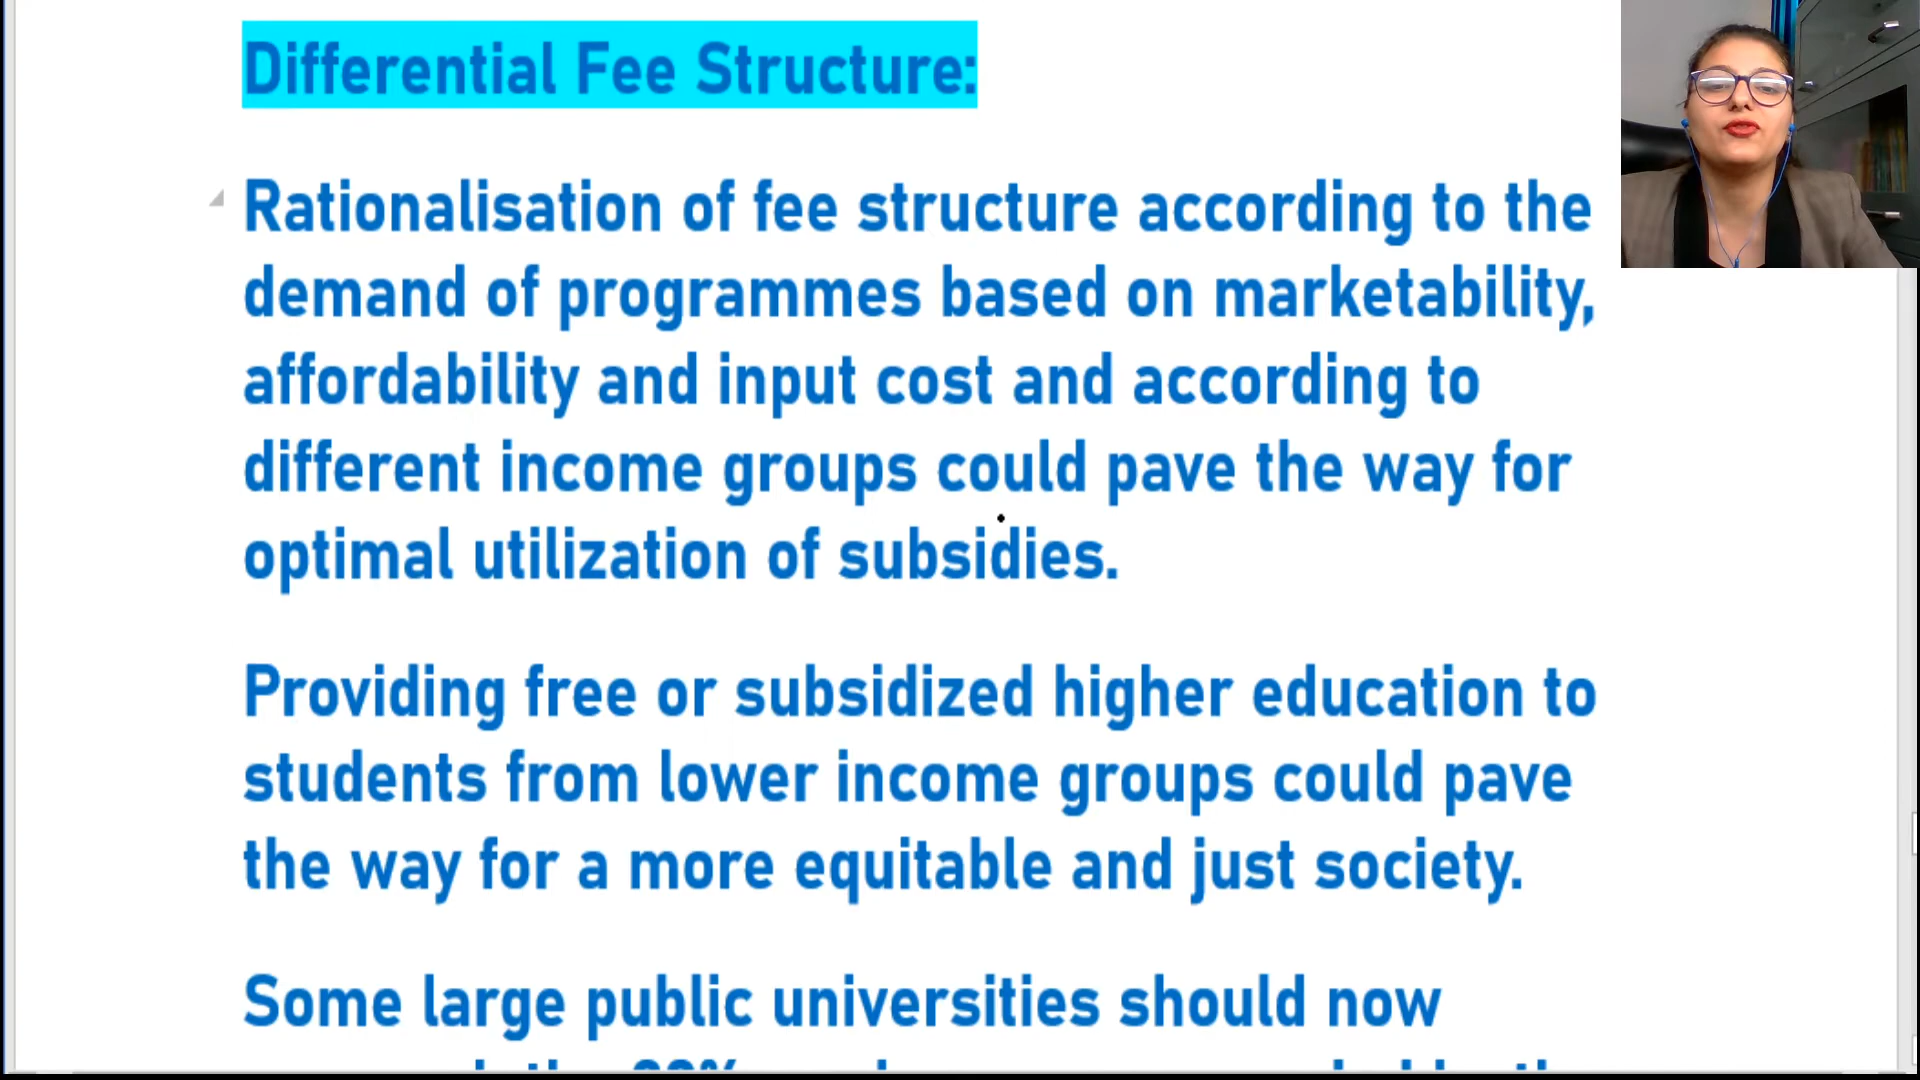 Differential Fee Structure:
Rationalisation of fee structure according to the
demand of programmes based on marketability,
affordability and input cost and according to
different income groups could pave the way for
optimal utilization of subsidies.
Providing free or subsidized higher education to
students from lower income groups could pave
the way for a more equitable and just society.
Some large public universities should now